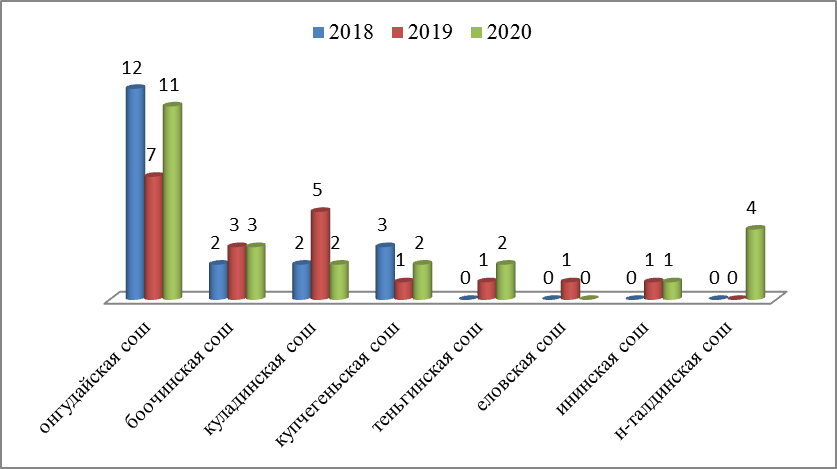 2018 2019 2020
12 7 11
2 3 3
2 5 2
3 1 2
0 1 2
0 1 0
0 1 1
0 0 4
онгудайская сош
боочинская сош
куладинская сош
купчегеньская сош
теньгинская сош
еловская сош
ининская сош
н-талдинская сош